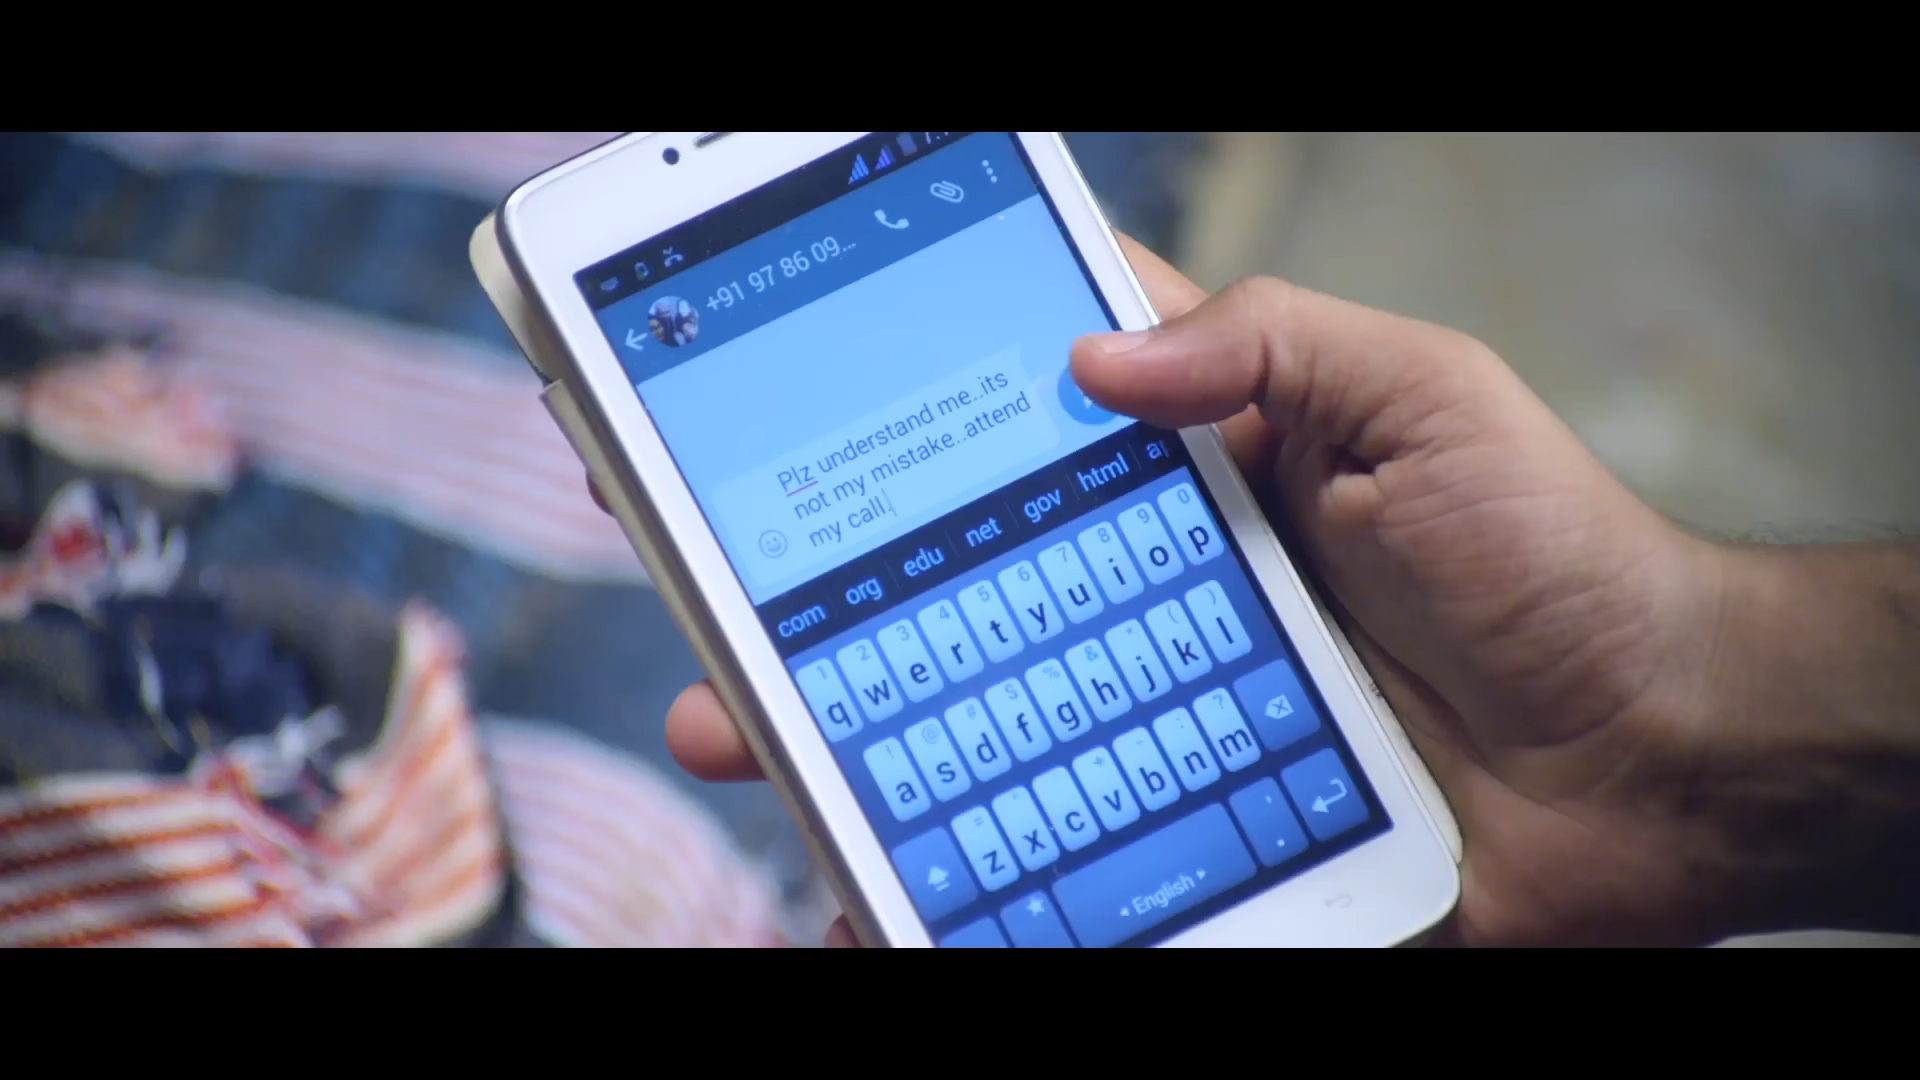 +91 97 86 09...
Plz understand me..its
not my mistake..attend
my call.
com org edu net gov html
1 2 3 4 5 6 7 8 9 0
q w e r t y u i o p
! @ # $ % & * ( )
a s d f g h j k l
z x c v b n m
English